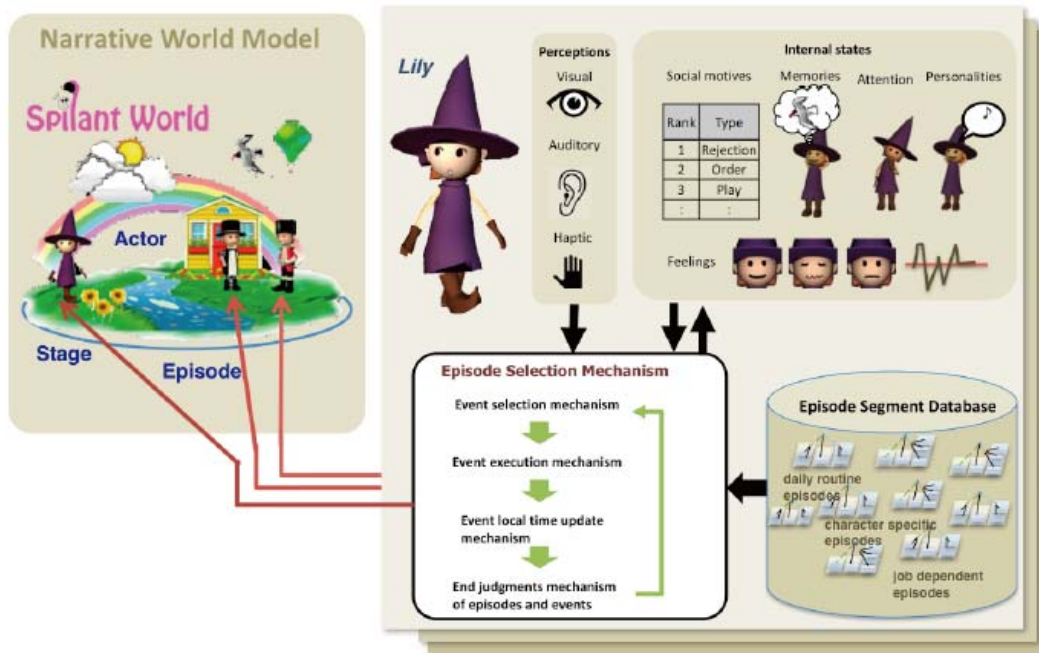 Narrative World Model
Spilant World
Actor
Stage
Episode
Lily
Perceptions
Visual
Auditory
Haptic
Internal states
Social motives
Memories
Attention
Personalities
Rank Type
1 Rejection
2 Order
3 Play
: :
Feelings
Episode Selection Mechanism
Event selection mechanism
Event execution mechanism
Event local time update
mechanism
End judgments mechanism
of episodes and events
Episode Segment Database
daily routine
episodes
character specific
episodes
job dependent
episodes